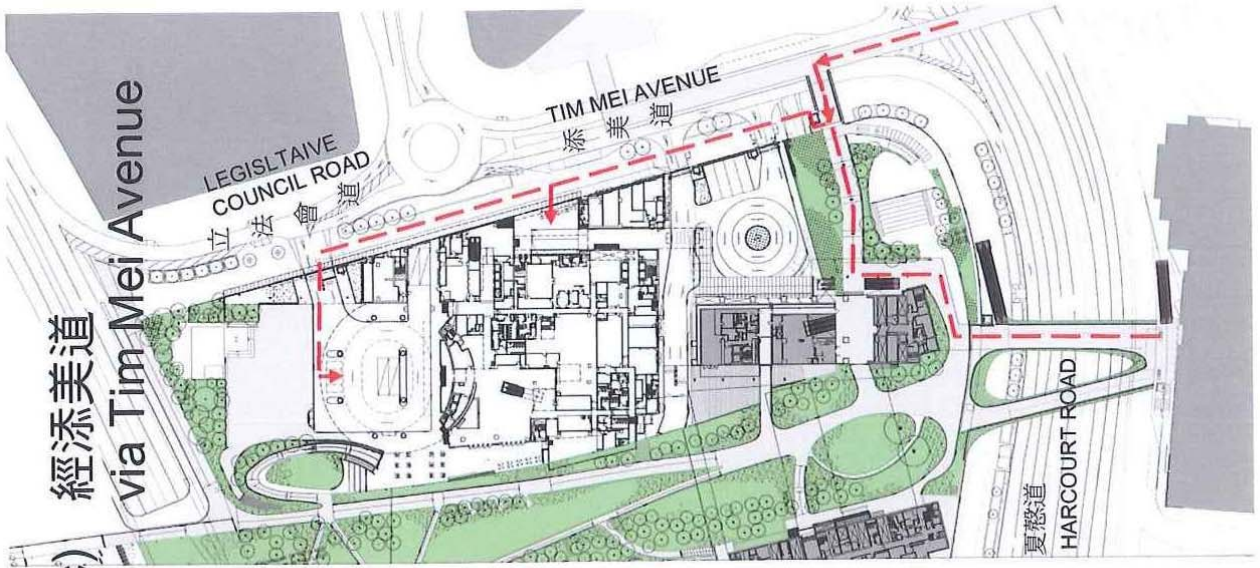 經添美道
via Tim Mei Avenue
LEGISLTAIVE
COUNCIL ROAD
立法會道
TIM MEI AVENUE
添美道
夏慤道
HARCOURT ROAD